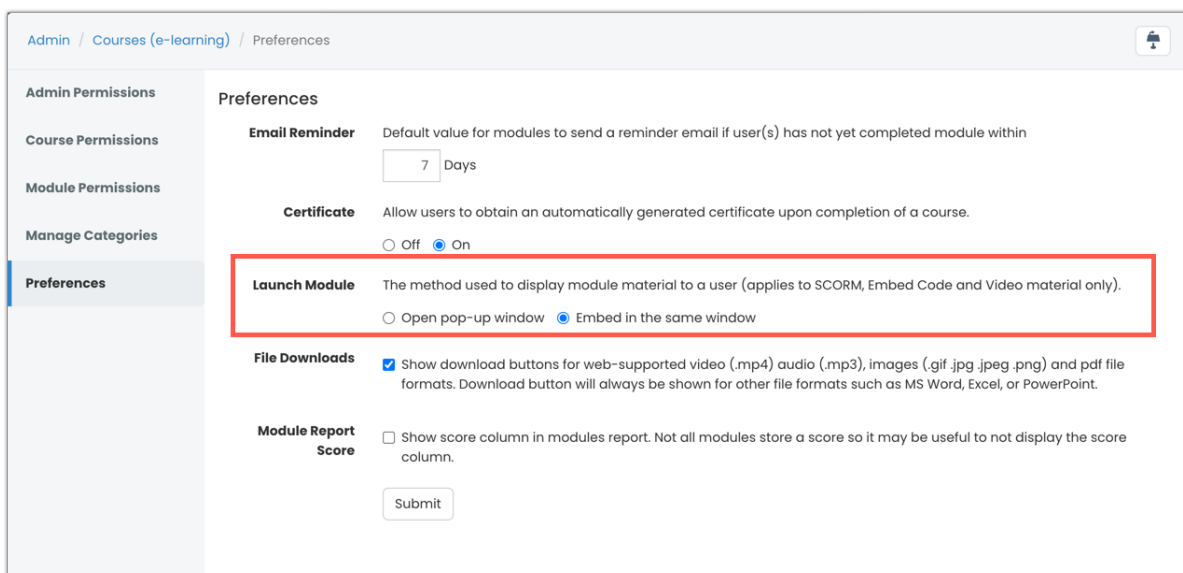 Admin / Courses (e-learning) / Preferences
Admin Permissions
Course Permissions
Module Permissions
Manage Categories
Preferences
Preferences
Email Reminder
Default value for modules to send a reminder email if user(s) has not yet completed module within
7 Days
Certificate
Allow users to obtain an automatically generated certificate upon completion of a course.
Off On
Launch Module
The method used to display module material to a user (applies to SCORM, Embed Code and Video material only).
Open pop-up window Embed in the same window
File Downloads
Show download buttons for web-supported video (.mp4) audio (.mp3), images (.gif .jpg .jpeg .png) and pdf file
formats. Download button will always be shown for other file formats such as MS Word, Excel, or PowerPoint.
Module Report
Score
Show score column in modules report. Not all modules store a score so it may be useful to not display the score
column.
Submit